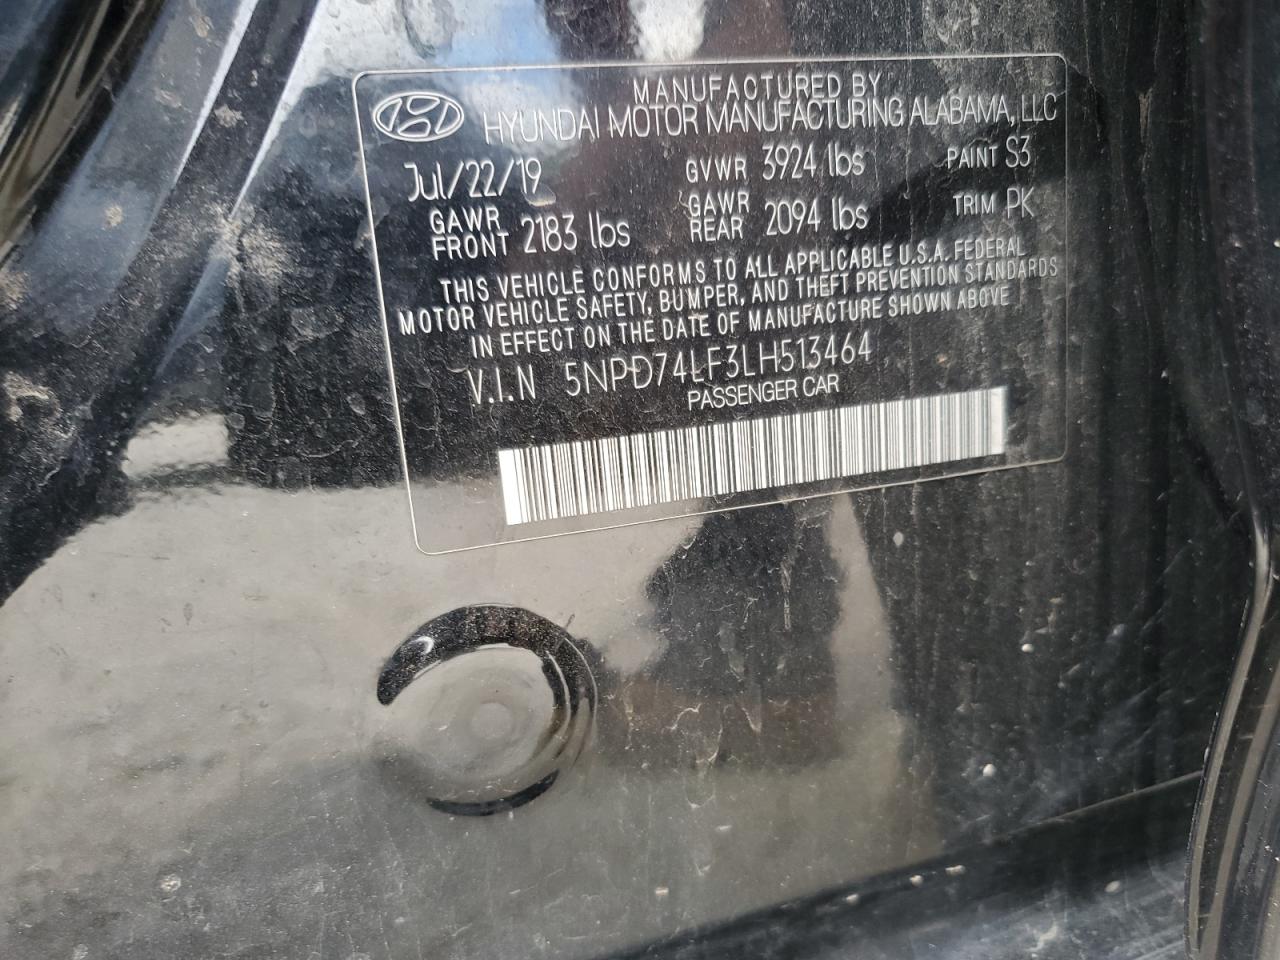 MANUFACTURED BY
HYUNDAI MOTOR MANUFACTURING ALABAMA, LLC
Jul/22/19 GVWR 3924 lbs PAINT S3
GAWR FRONT 2183 lbs GAWR REAR 2094 lbs TRIM PK
THIS VEHICLE CONFORMS TO ALL APPLICABLE U.S.A. FEDERAL
MOTOR VEHICLE SAFETY, BUMPER, AND THEFT PREVENTION STANDARDS
IN EFFECT ON THE DATE OF MANUFACTURE SHOWN ABOVE
V.I.N 5NPD74LF3LH513464
PASSENGER CAR